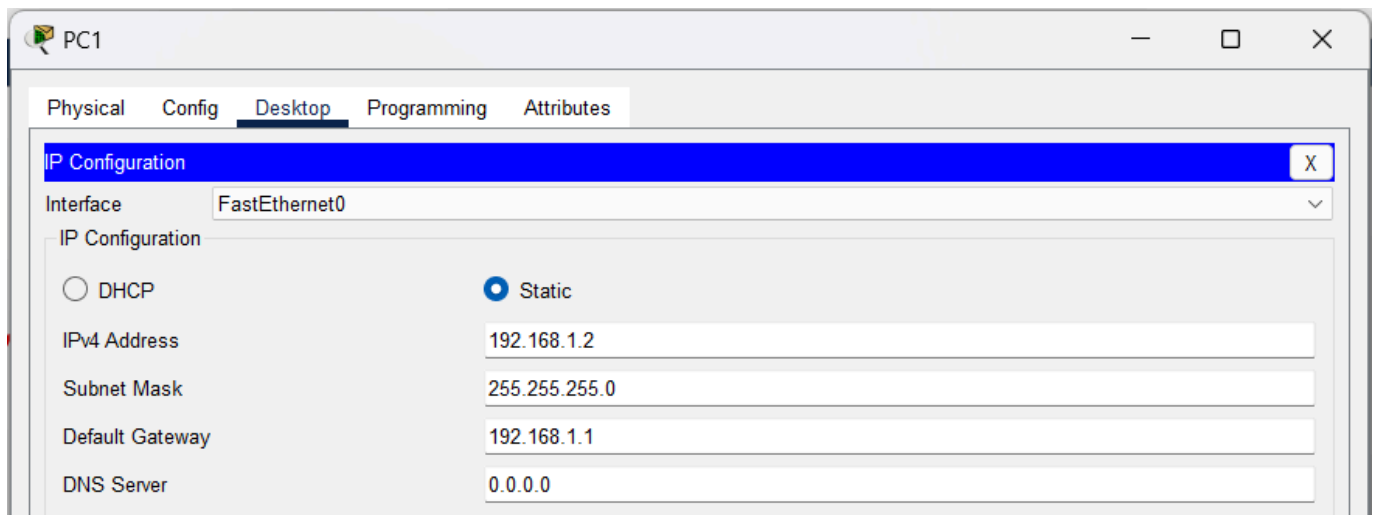 PC1
Physical Config Desktop Programming Attributes
IP Configuration X
Interface FastEthernet0
IP Configuration
DHCP Static
IPv4 Address 192.168.1.2
Subnet Mask 255.255.255.0
Default Gateway 192.168.1.1
DNS Server 0.0.0.0